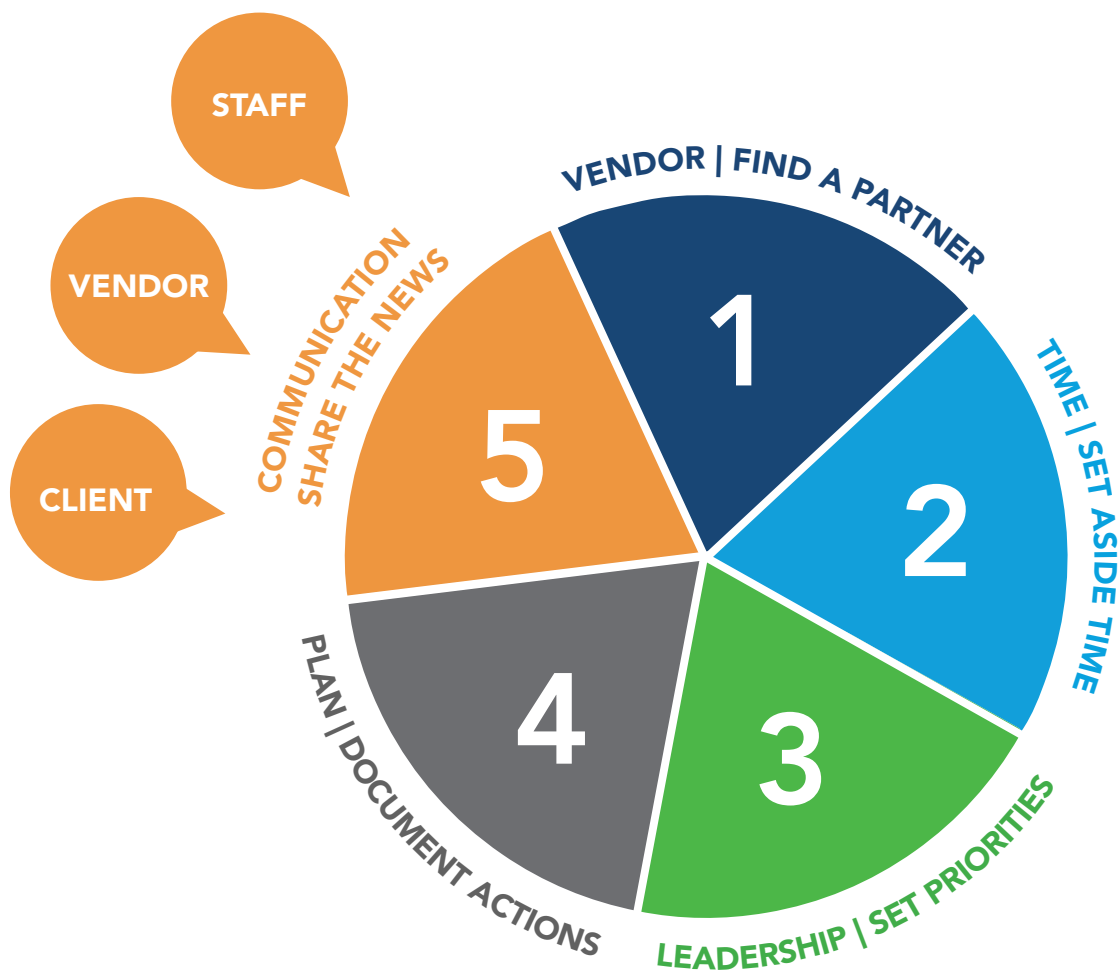 STAFF
VENDOR
CLIENT
VENDOR | FIND A PARTNER
1
TIME | SET ASIDE TIME
2
LEADERSHIP | SET PRIORITIES
3
PLAN | DOCUMENT ACTIONS
4
COMMUNICATION
SHARE THE NEWS
5